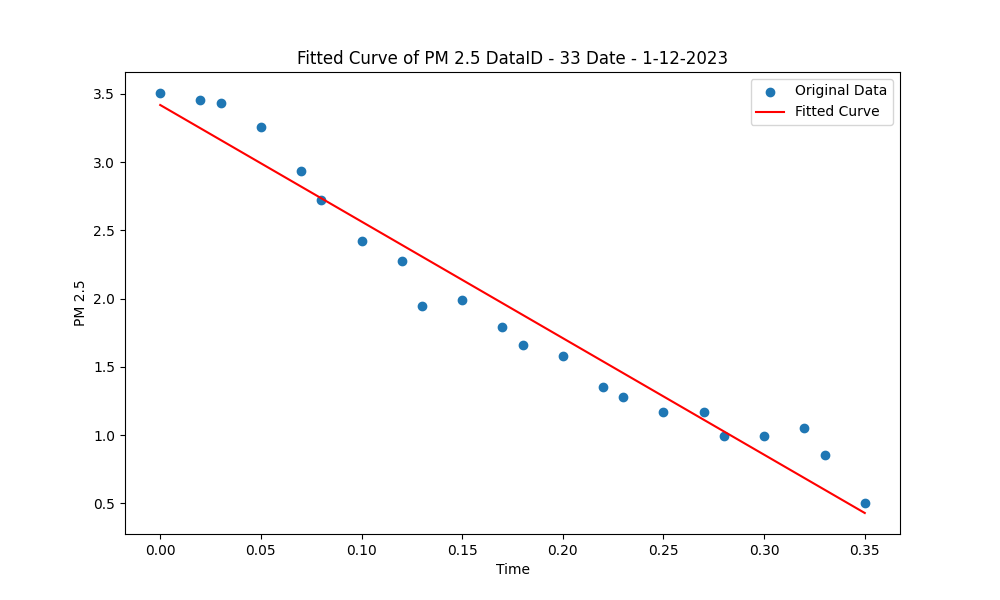 Fitted Curve of PM 2.5 DataID - 33 Date - 1-12-2023
Original Data
Fitted Curve
PM 2.5
3.5
3.0
2.5
2.0
1.5
1.0
0.5
0.00 0.05 0.10 0.15 0.20 0.25 0.30 0.35
Time